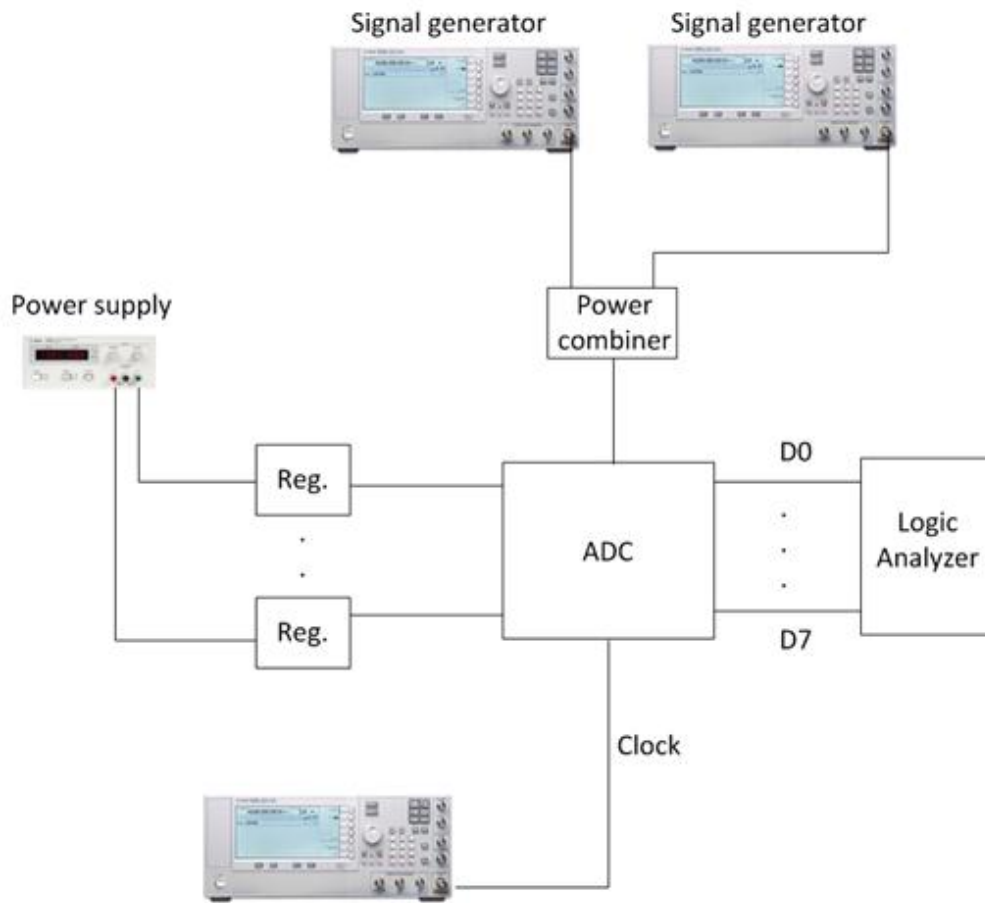 Signal generator
Signal generator
Power
combiner
Power supply
Reg.
Reg.
ADC
D0
D7
Logic
Analyzer
Clock